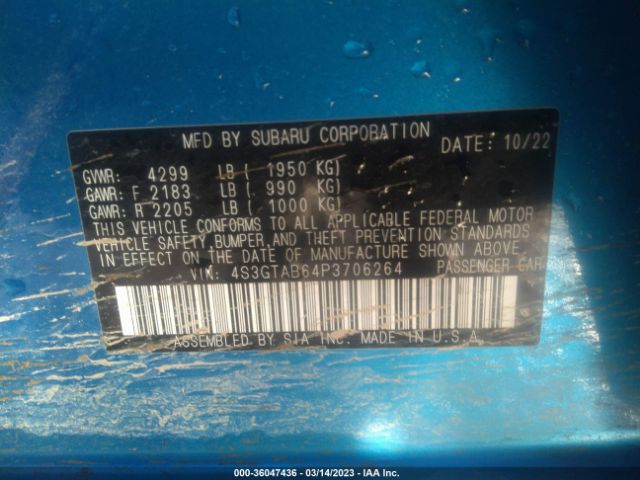 MFD BY SUBARU CORPORATION DATE: 10/22
GVWR: 4299 LB ( 1950 KG)
GAWR: F 2183 LB ( 990 KG)
GAWR: R 2205 LB ( 1000 KG)
THIS VEHICLE CONFORMS TO ALL APPLICABLE FEDERAL MOTOR
VEHICLE SAFETY, BUMPER, AND THEFT PREVENTION STANDARDS
IN EFFECT ON THE DATE OF MANUFACTURE SHOWN ABOVE.
VIN: 4S3GTAB64P3706264 PASSENGER CAR
ASSEMBLED BY SIA INC. MADE IN U.S.A.
000-36047436 - 03/14/2023 - IAA Inc.